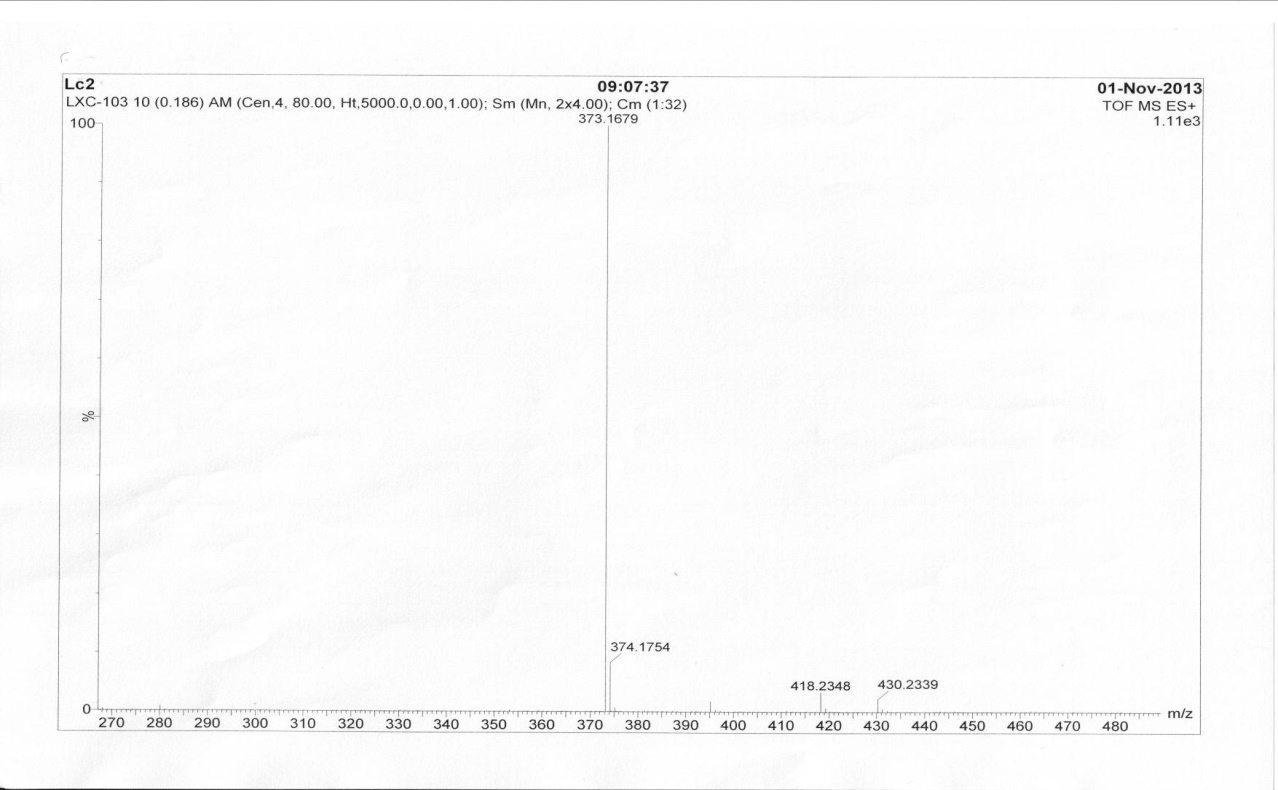 Lc2 09:07:37 01-Nov-2013
LXC-103 10 (0.186) AM (Cen,4, 80.00, Ht,5000.0,0.00,1.00); Sm (Mn, 2x4.00); Cm (1:32) TOF MS ES+
373.1679 1.11e3
100
%
374.1754
418.2348 430.2339
0
m/z
270 280 290 300 310 320 330 340 350 360 370 380 390 400 410 420 430 440 450 460 470 480